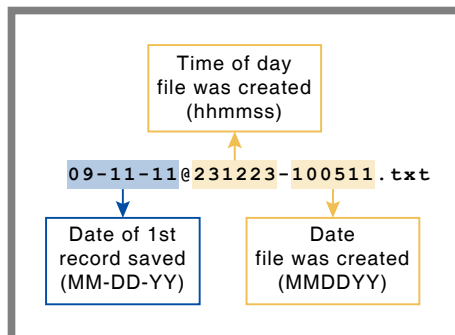 Time of day
file was created
(hhmmss)
09-11-11@231223-100511.txt
Date of 1st
record saved
(MM-DD-YY)
Date
file was created
(MMDDYY)